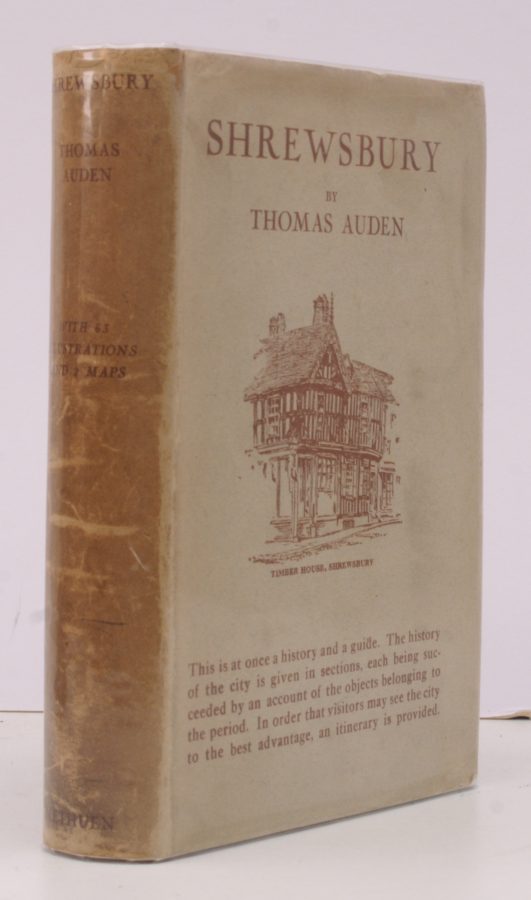 SHREWSBURY
THOMAS
AUDEN
WITH 63
ILLUSTRATIONS
AND 2 MAPS
METHUEN
SHREWSBURY
BY
THOMAS AUDEN
TIMBER HOUSE, SHREWSBURY
This is at once a history and a guide. The history
of the city is given in sections, each being suc-
ceeded by an account of the objects belonging to
the period. In order that visitors may see the city
to the best advantage, an itinerary is provided.